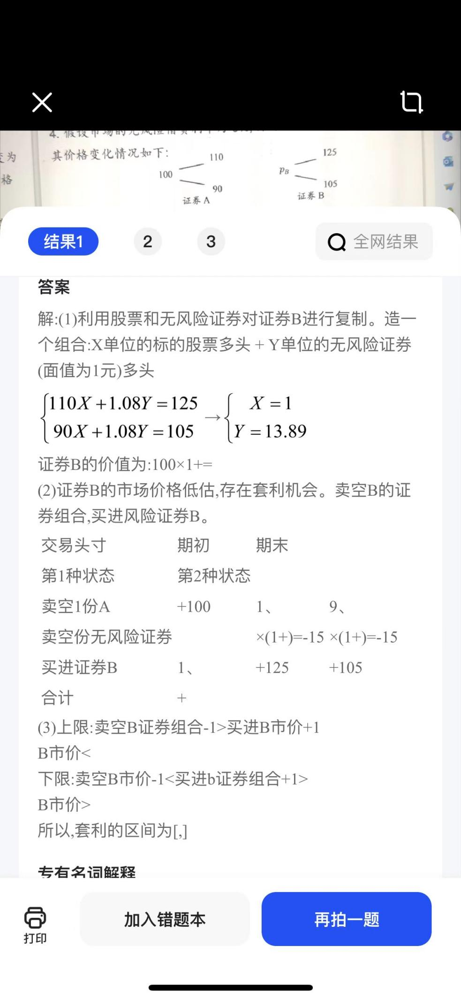 其价格变化情况如下:
变为
格
100
110
90
证券 A
PB
125
105
证券 B
结果1
2
3
全网结果
答案
解:(1)利用股票和无风险证券对证券B进行复制。造一
个组合:X单位的标的股票多头 + Y单位的无风险证券
(面值为1元)多头
{110X +1.08Y = 125 → { X = 1
90X +1.08Y = 105 Y = 13.89
证券B的价值为:100×1+=
(2)证券B的市场价格低估,存在套利机会。卖空B的证
券组合,买进风险证券B。
交易头寸 期初 期末
第1种状态 第2种状态
卖空1份A +100 1、 9、
卖空份无风险证券 ×(1+)=-15 ×(1+)=-15
买进证券B 1、 +125 +105
合计 +
(3)上限:卖空B证券组合-1>买进B市价+1
B市价<
下限:卖空B市价-1<买进b证券组合+1>
B市价>
所以,套利的区间为[,]
专有名词解释
打印
加入错题本
再拍一题